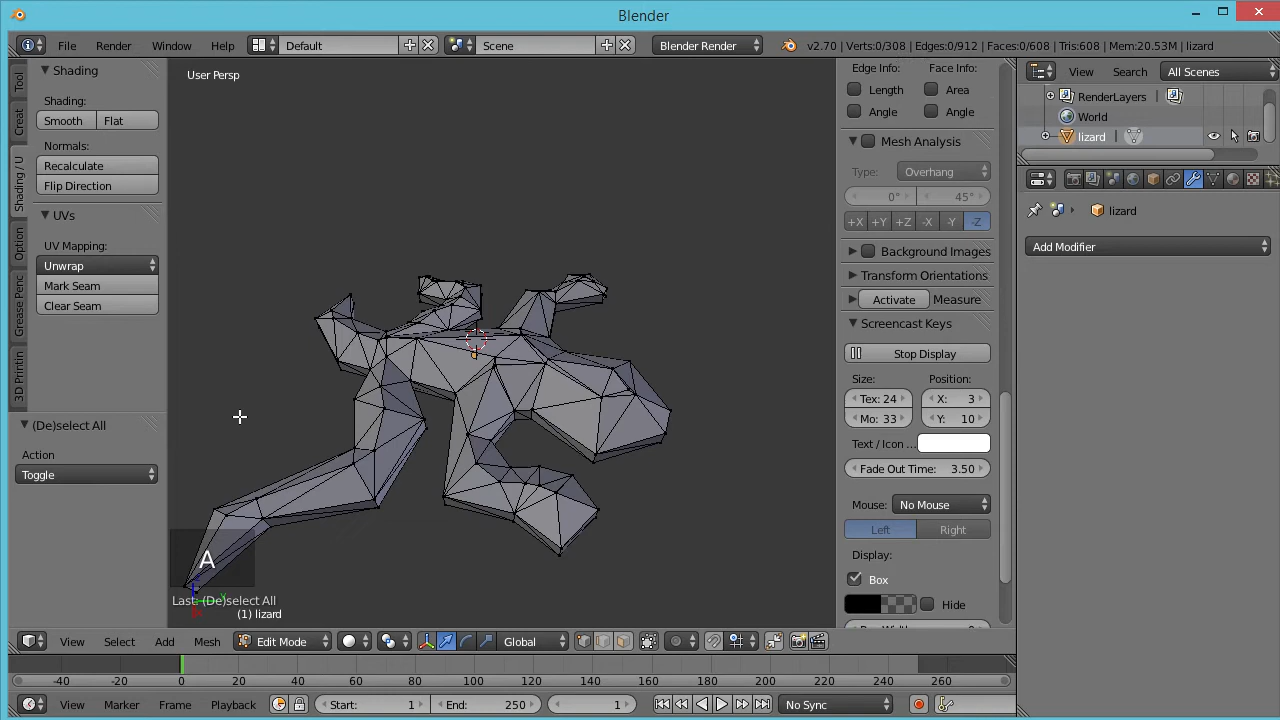 Blender
File Render Window Help Default Scene Blender Render v2.70 | Verts:0/308 | Edges:0/912 | Faces:0/608 | Tris:608 | Mem:20.53M | lizard
Shading
Shading:
Smooth Flat
Normals:
Recalculate
Flip Direction
UVs
UV Mapping:
Unwrap
Mark Seam
Clear Seam
(De)select All
Action
Toggle
Tool
Creat
Shading / U
Option
Grease Penc
3D Printin
User Persp
A
Last: (De)select All
(1) lizard
Edge Info: Face Info:
Length Area
Angle Angle
Mesh Analysis
Type: Overhang
0° 45°
+X +Y +Z -X -Y -Z
Background Images
Transform Orientations
Activate Measure
Screencast Keys
Stop Display
Size: Position:
Tex: 24 X: 3
Mo: 33 Y: 10
Text / Icon ...
Fade Out Time: 3.50
Mouse: No Mouse
Left Right
Display:
Box
Hide
View Search All Scenes
RenderLayers
World
lizard
lizard
Add Modifier
View Select Add Mesh Edit Mode Global
-40 -20 0 20 40 60 80 100 120 140 160 180 200 220 240 260
View Marker Frame Playback Start: 1 End: 250 1 No Sync